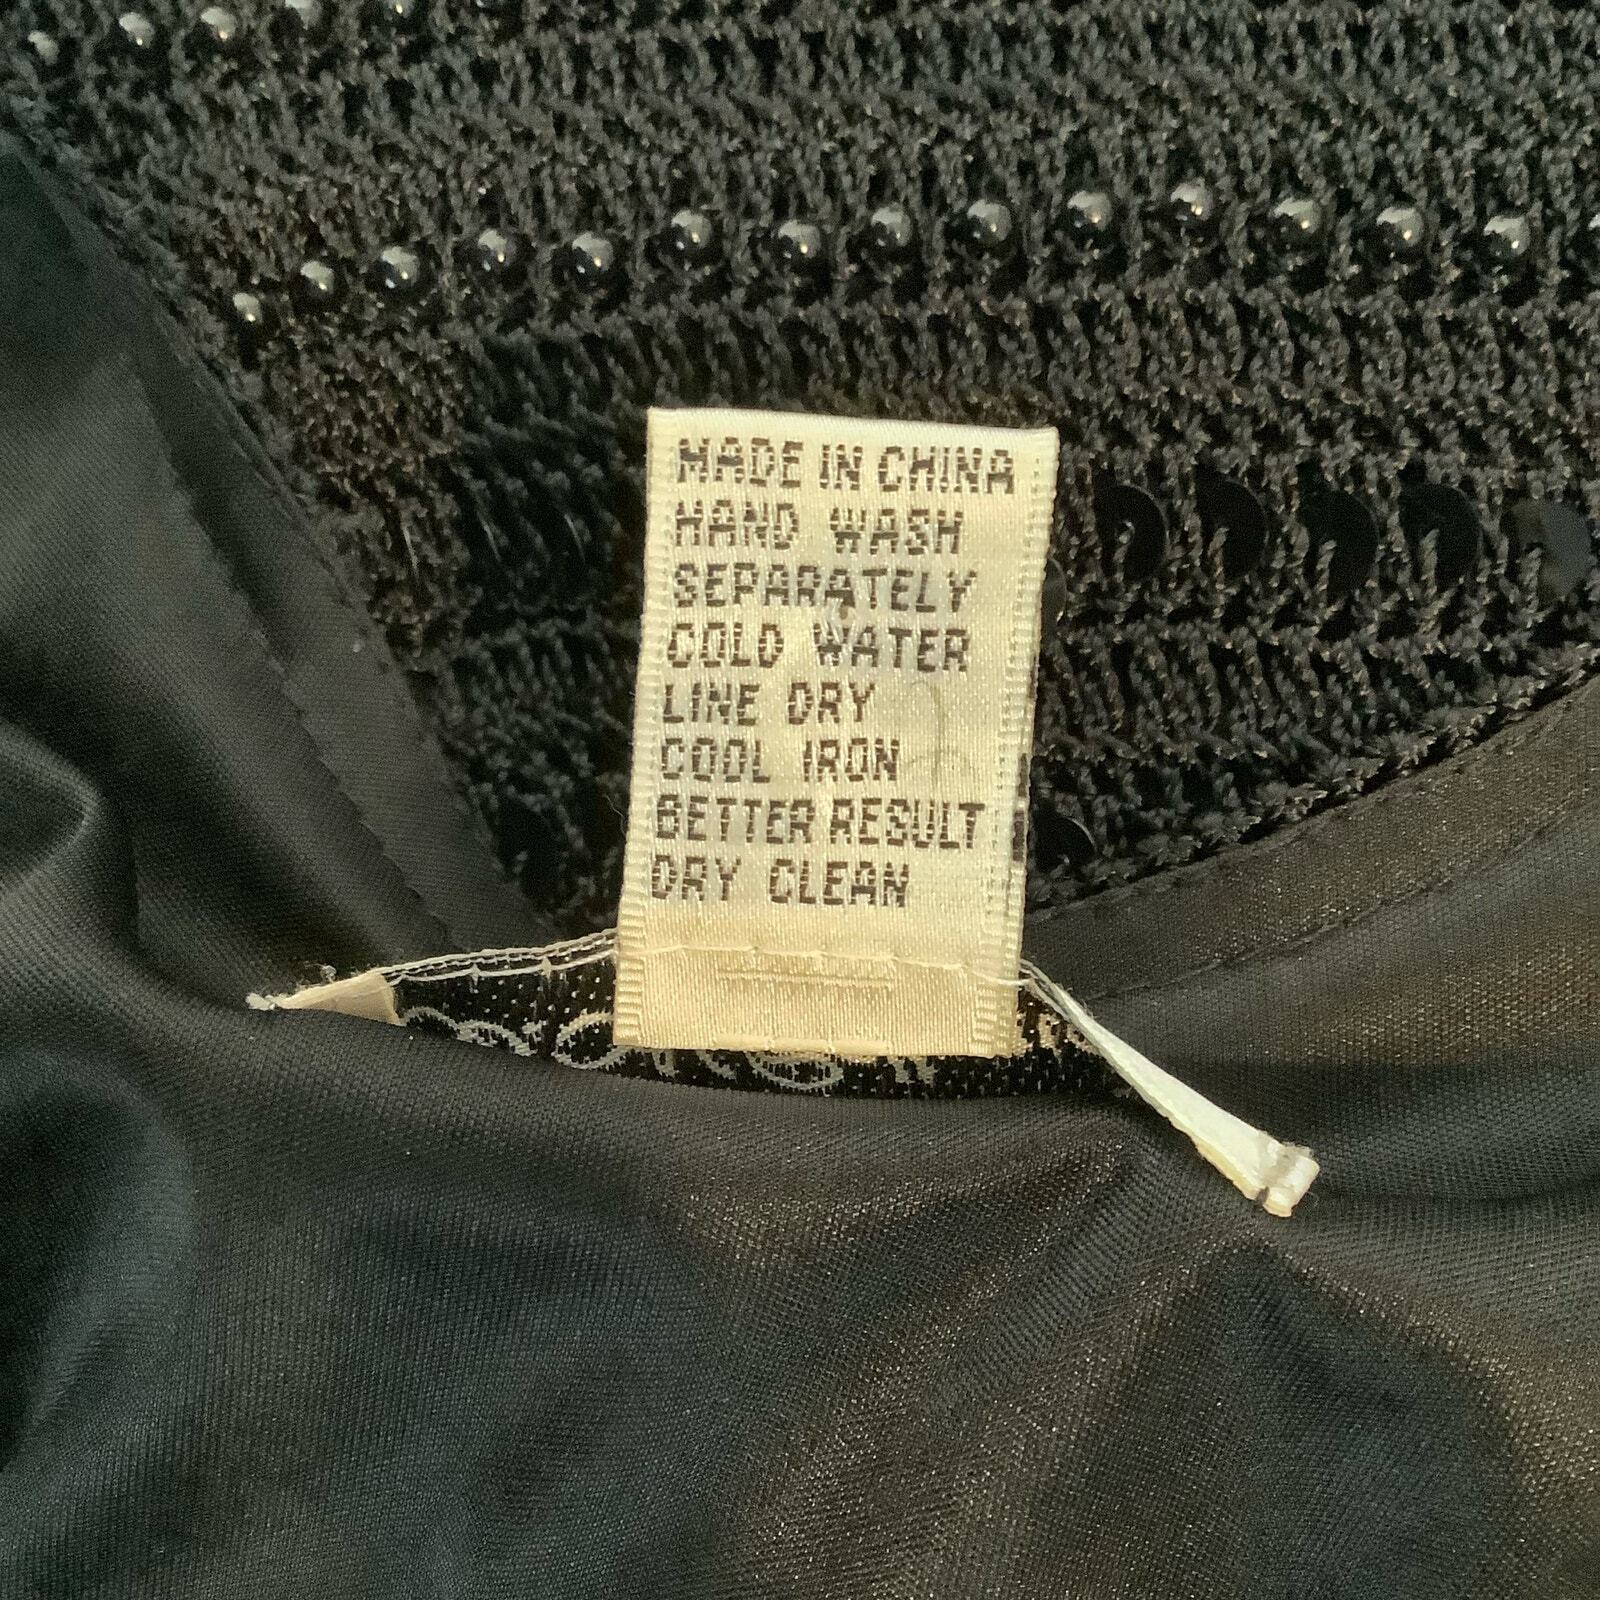 MADE IN CHINA
HAND WASH
SEPARATELY
COLD WATER
LINE DRY
COOL IRON
BETTER RESULT
DRY CLEAN